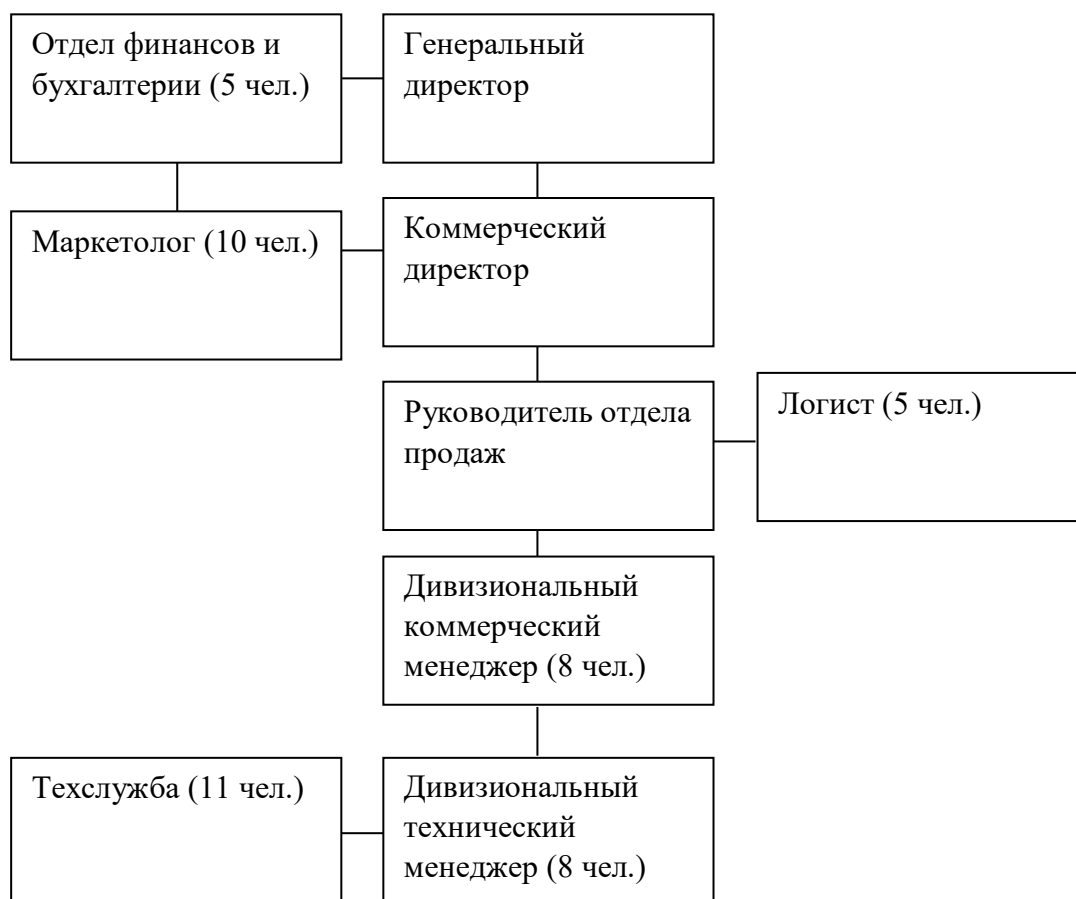 Отдел финансов и
бухгалтерии (5 чел.)
Генеральный
директор
Маркетолог (10 чел.)
Коммерческий
директор
Руководитель отдела
продаж
Логист (5 чел.)
Дивизиональный
коммерческий
менеджер (8 чел.)
Техслужба (11 чел.)
Дивизиональный
технический
менеджер (8 чел.)